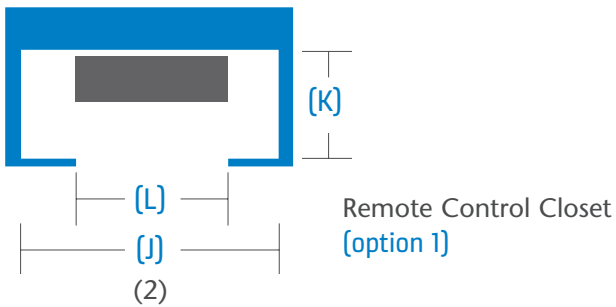 (K)
(L)
Remote Control Closet
(J)
(option 1)
(2)